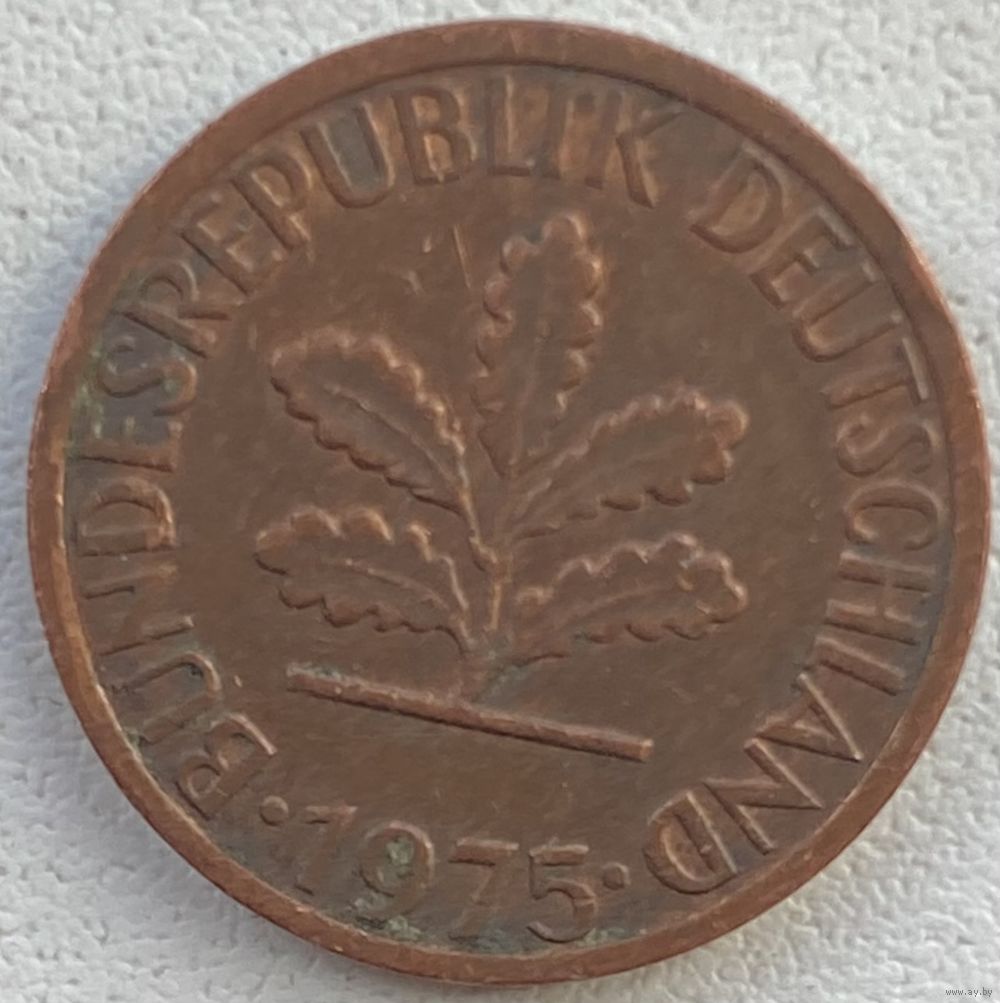 BUNDESREPUBLIK DEUTSCHLAND
· 1975 ·
www.ay.by